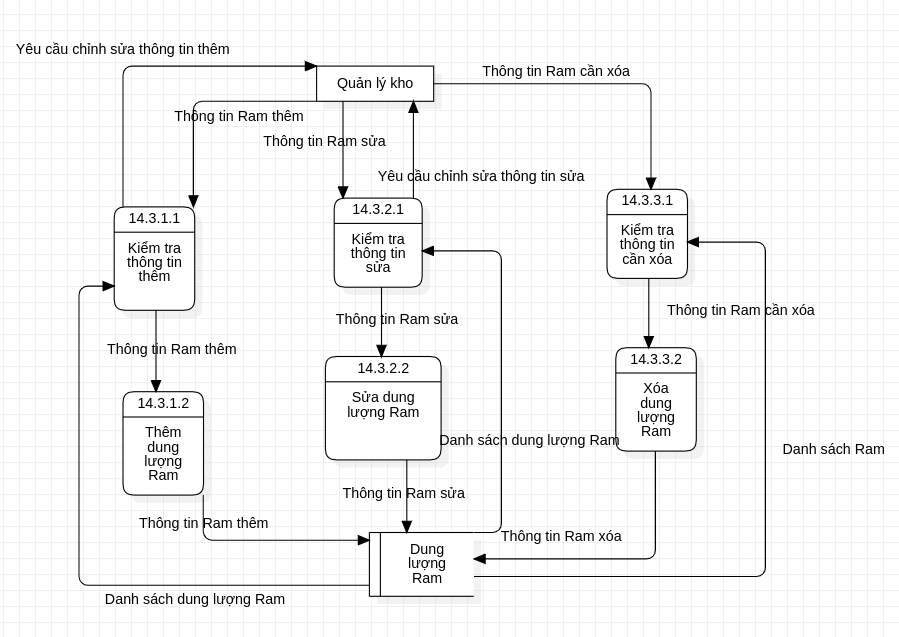 Yêu cầu chỉnh sửa thông tin thêm
Thông tin Ram cần xóa
Quản lý kho
Thông tin Ram thêm
Thông tin Ram sửa
Yêu cầu chỉnh sửa thông tin sửa
14.3.1.1
Kiểm tra
thông tin
thêm
14.3.2.1
Kiểm tra
thông tin
sửa
14.3.3.1
Kiểm tra
thông tin
cần xóa
Thông tin Ram thêm
Thông tin Ram sửa
Thông tin Ram cần xóa
14.3.1.2
Thêm
dung
lượng
Ram
14.3.2.2
Sửa dung
lượng Ram
14.3.3.2
Xóa
dung
lượng
Ram
Danh sách dung lượng Ram
Danh sách Ram
Thông tin Ram thêm
Thông tin Ram sửa
Thông tin Ram xóa
Dung
lượng
Ram
Danh sách dung lượng Ram